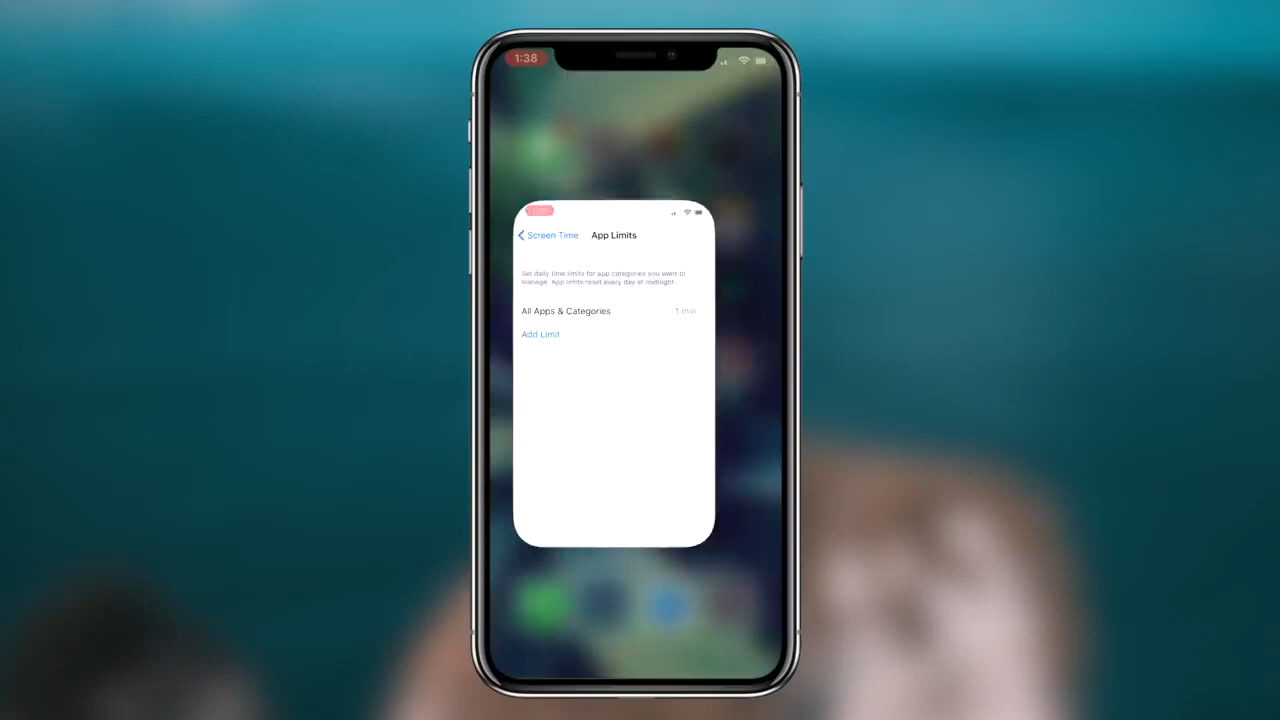 1:38
Screen Time
App Limits
Set daily time limits for app categories you want to
manage. App limits reset every day at midnight.
All Apps & Categories
1 min
Add Limit